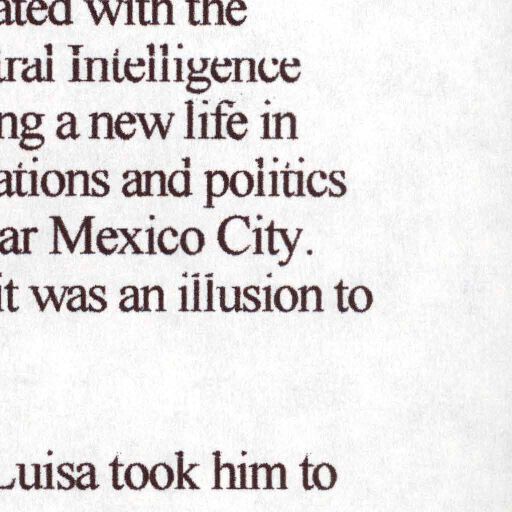 ated with the
ral Intelligence
ng a new life in
ations and politics
ar Mexico City.
it was an illusion to
Luisa took him to